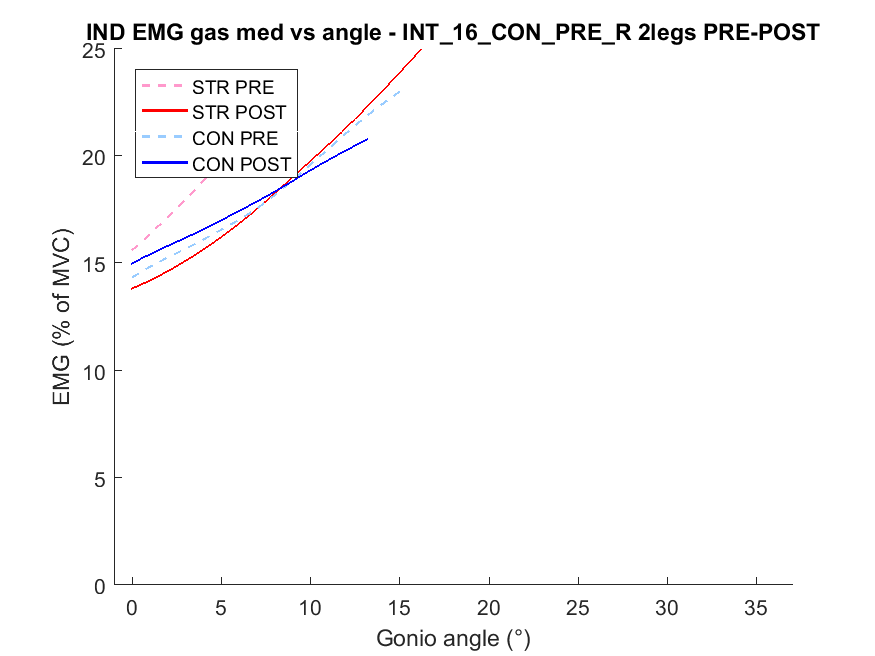 IND EMG gas med vs angle - INT_16_CON_PRE_R 2legs PRE-POST
STR PRE
STR POST
CON PRE
CON POST
EMG (% of MVC)
25
20
15
10
5
0
0 5 10 15 20 25 30 35
Gonio angle (°)